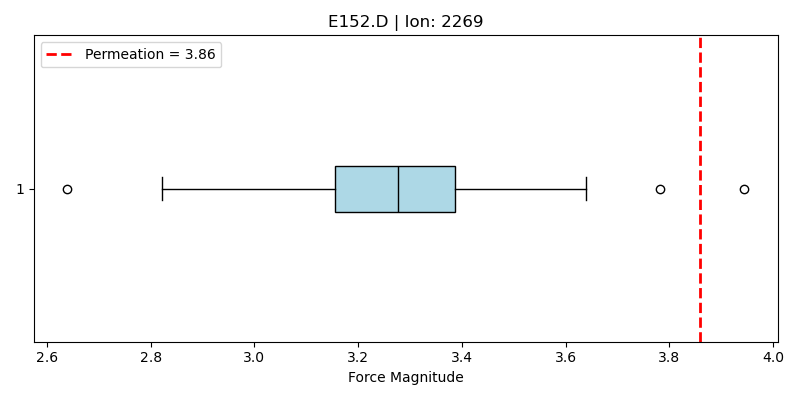 E152.D | Ion: 2269
Permeation = 3.86
1
2.6 2.8 3.0 3.2 3.4 3.6 3.8 4.0
Force Magnitude